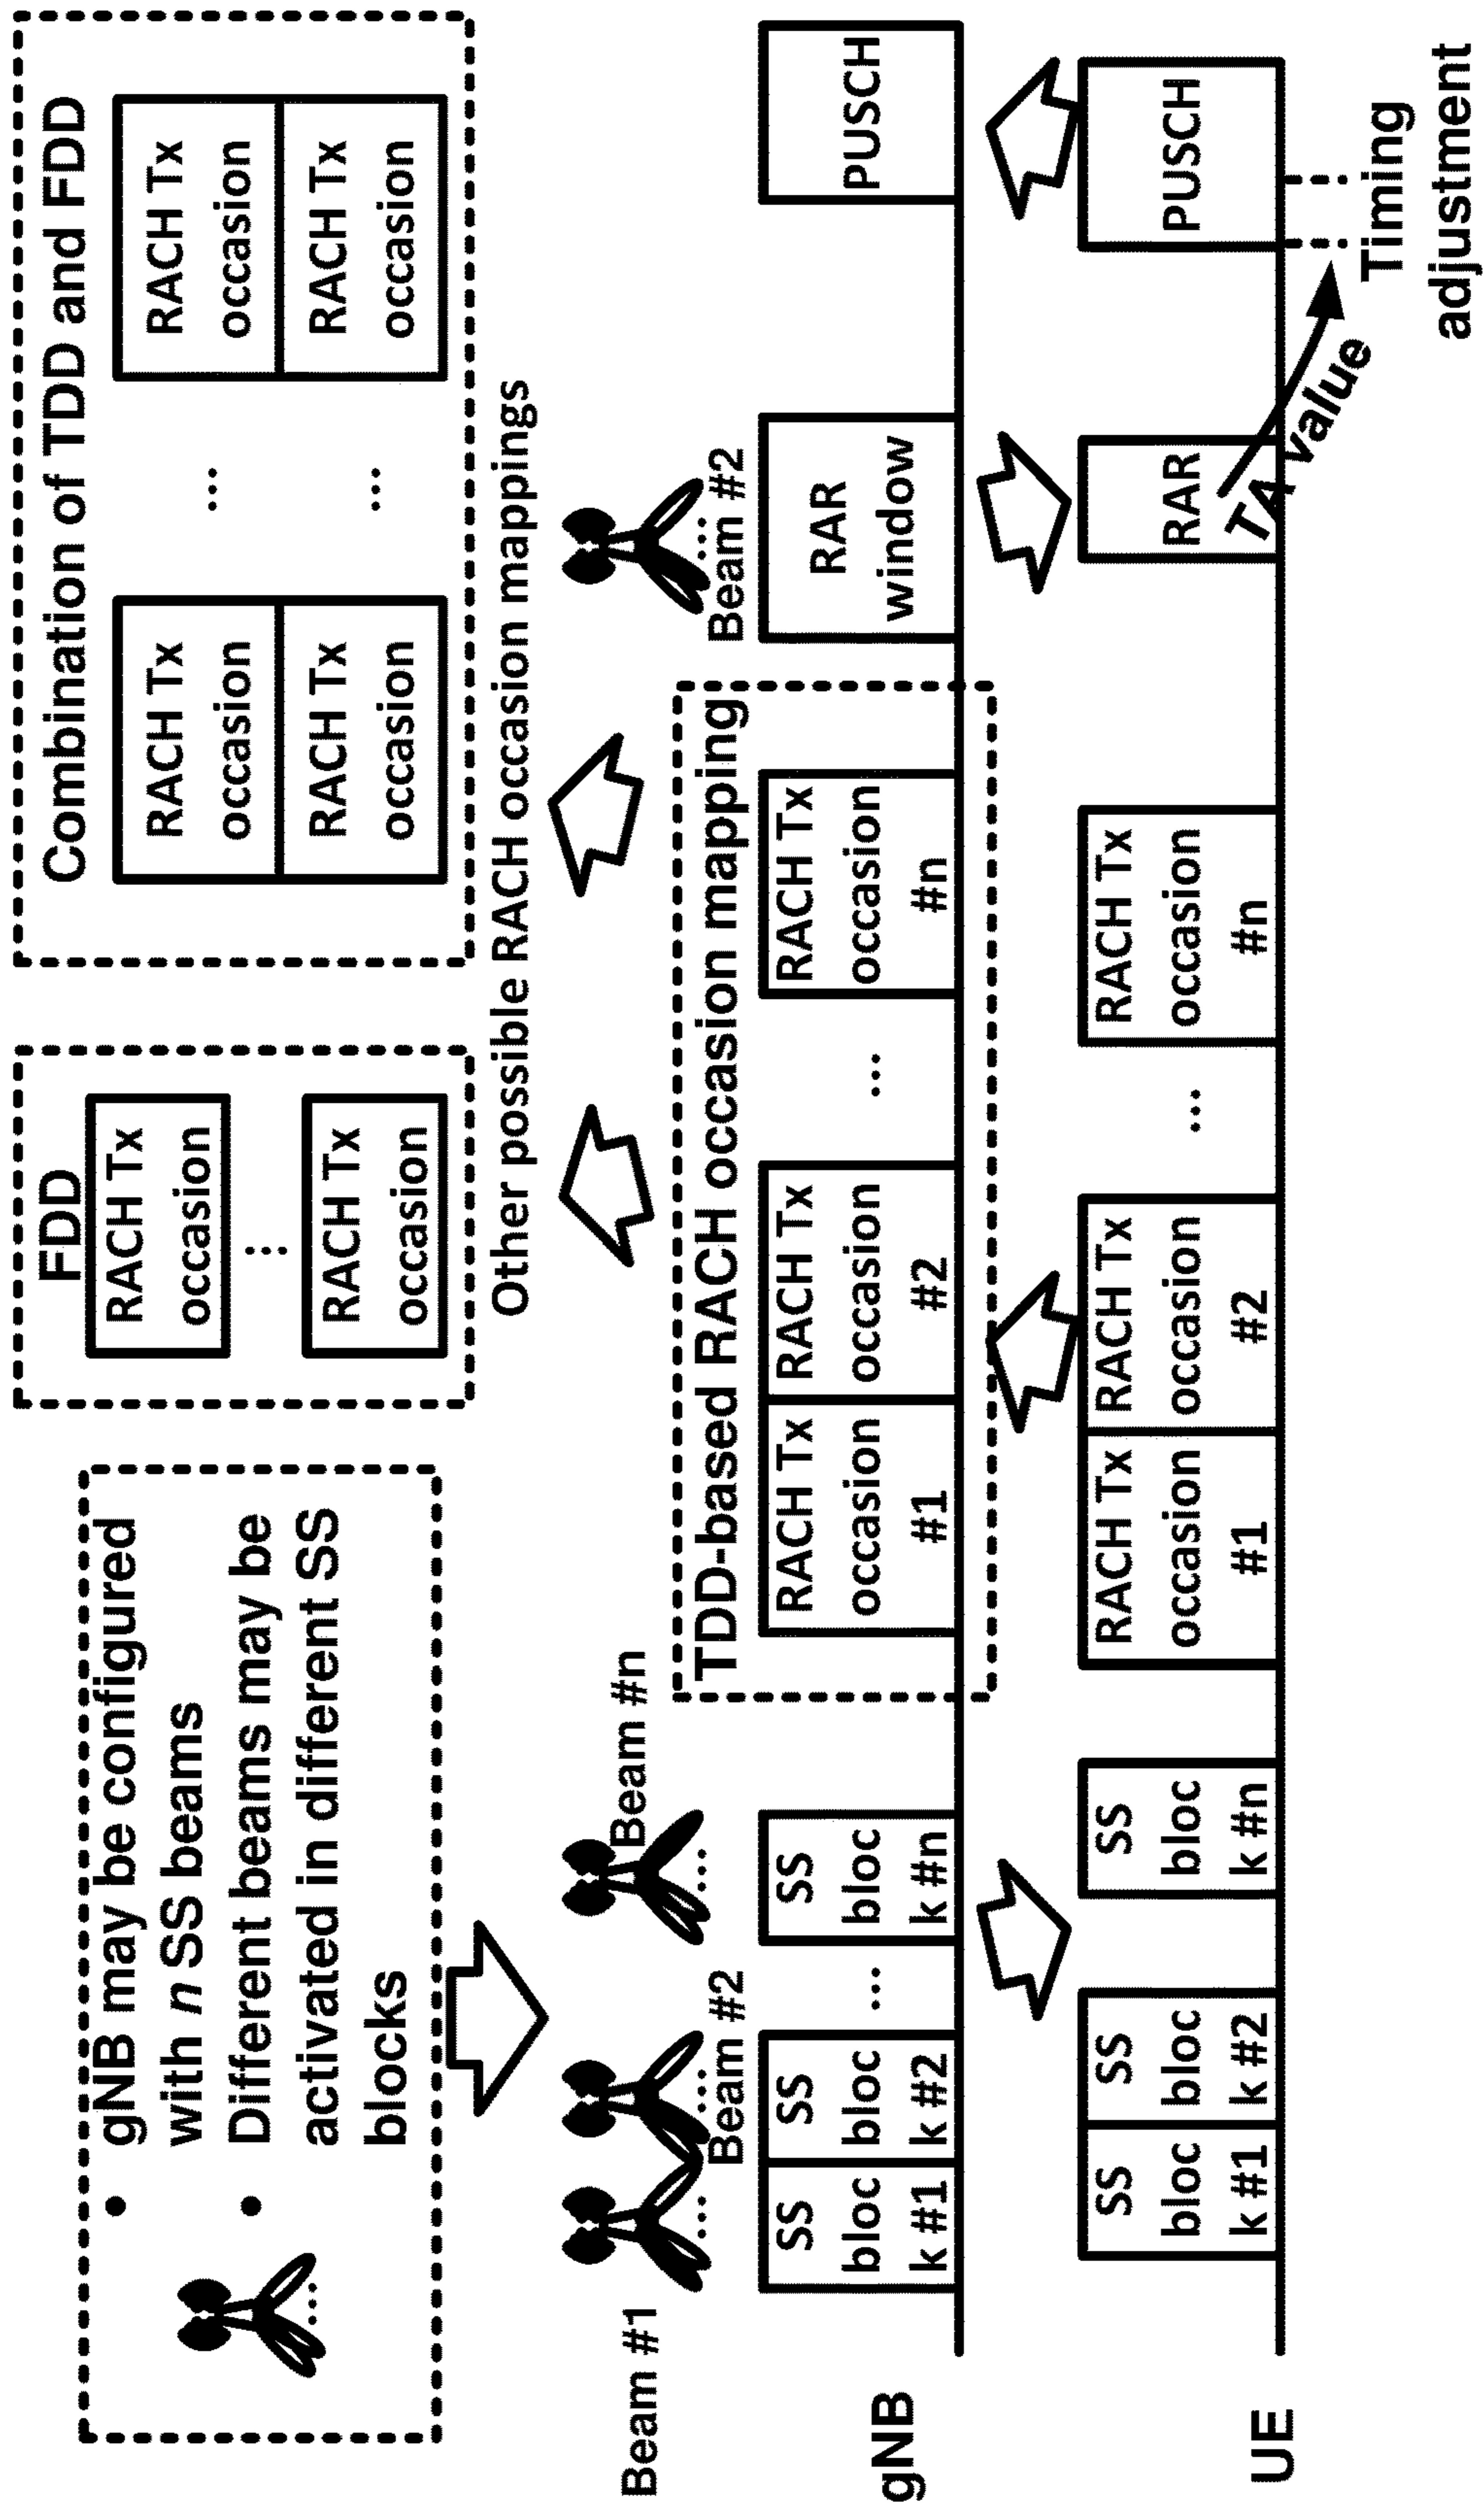 • gNB may be configured
with n SS beams
• Different beams may be
activated in different SS
blocks
FDD
RACH Tx
occasion
⋮
RACH Tx
occasion
Combination of TDD and FDD
RACH Tx
occasion
...
RACH Tx
occasion
RACH Tx
occasion
...
RACH Tx
occasion
Other possible RACH occasion mappings
Beam #1
...
Beam #2
...
Beam #n
...
TDD-based RACH occasion mapping
Beam #2
...
gNB
SS
bloc
k #1
SS
bloc
k #2
...
SS
bloc
k #n
RACH Tx
occasion
#1
RACH Tx
occasion
#2
...
RACH Tx
occasion
#n
RAR
window
PUSCH
UE
SS
bloc
k #1
SS
bloc
k #2
SS
bloc
k #n
RACH Tx
occasion
#1
RACH Tx
occasion
#2
...
RACH Tx
occasion
#n
RAR
TA value
PUSCH
Timing
adjustment